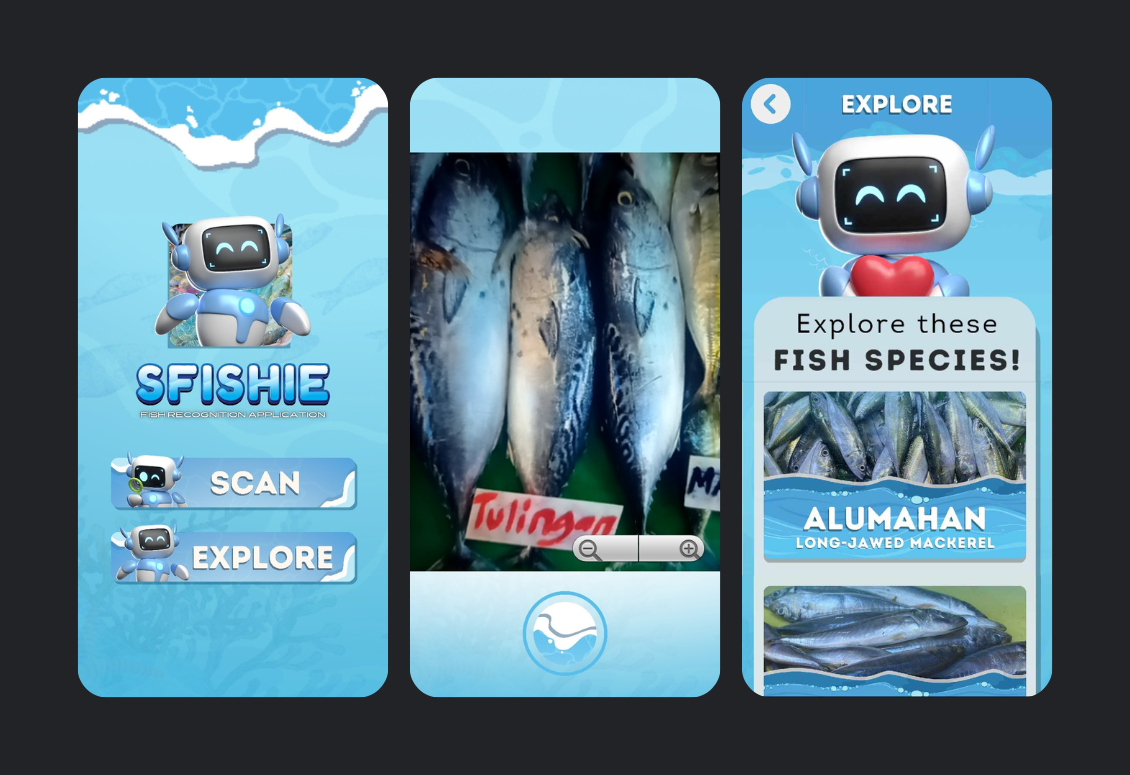 SFISHIE
FISH RECOGNITION APPLICATION
SCAN
EXPLORE
Tulingan
EXPLORE
Explore these
FISH SPECIES!
ALUMAHAN
LONG-JAWED MACKEREL